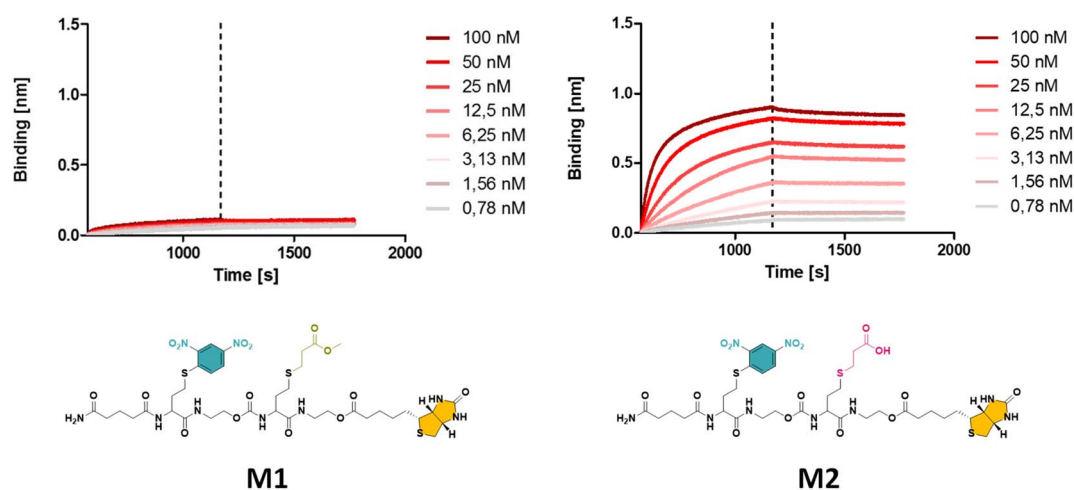 1.5
1.0
0.5
0.0
Binding [nm]
1000 1500 2000
Time [s]
100 nM
50 nM
25 nM
12,5 nM
6,25 nM
3,13 nM
1,56 nM
0,78 nM
1.5
1.0
0.5
0.0
Binding [nm]
1000 1500 2000
Time [s]
100 nM
50 nM
25 nM
12,5 nM
6,25 nM
3,13 nM
1,56 nM
0,78 nM
NO₂ NO₂ O O
S S
O O H O H O O HN O
H₂N N N O N N O S NH
H O H O H H
M1
NO₂ NO₂ O OH
S S
O O H O H O O HN O
H₂N N N O N N O S NH
H O H O H H
M2